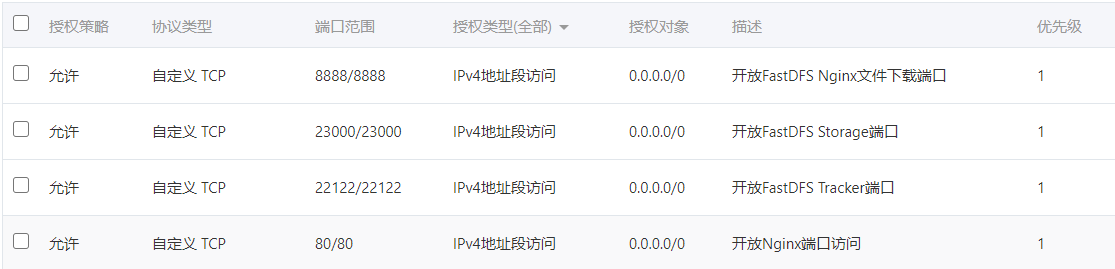 授权策略 协议类型 端口范围 授权类型(全部) 授权对象 描述 优先级
允许 自定义 TCP 8888/8888 IPv4地址段访问 0.0.0.0/0 开放FastDFS Nginx文件下载端口 1
允许 自定义 TCP 23000/23000 IPv4地址段访问 0.0.0.0/0 开放FastDFS Storage端口 1
允许 自定义 TCP 22122/22122 IPv4地址段访问 0.0.0.0/0 开放FastDFS Tracker端口 1
允许 自定义 TCP 80/80 IPv4地址段访问 0.0.0.0/0 开放Nginx端口访问 1